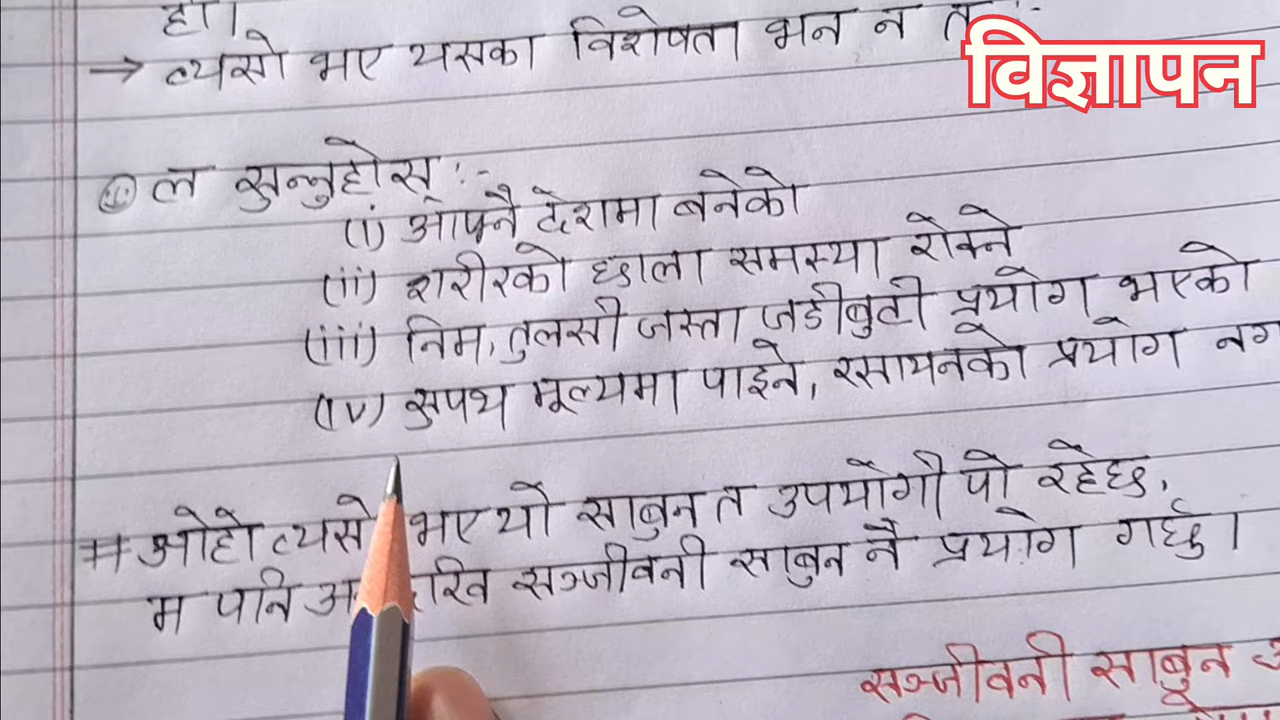 हो।
→ त्यसो भए यसका विशेषता भन न त :-
विज्ञापन
ल सुन्नुहोस् :-
(i) आफ्नै देशमा बनेको
(ii) शरीरको छाला समस्या रोक्ने
(iii) निम, तुलसी जस्ता जडीबुटी प्रयोग भएको
(iv) सुपथ मूल्यमा पाइने, रसायनको प्रयोग नग
# ओहो त्यसो भए यो साबुन त उपयोगी पो रहेछ,
म पनि सञ्जीवनी साबुन नै प्रयोग गर्छु।
सञ्जीवनी साबुन